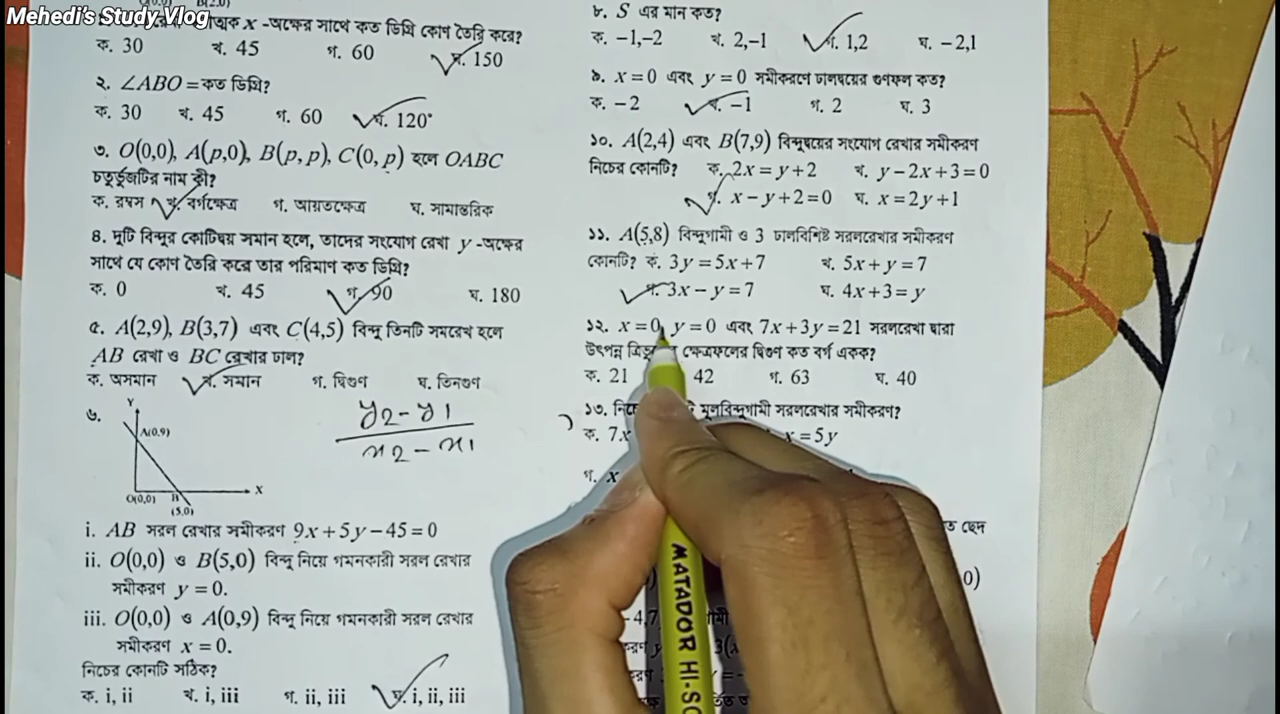 Mehedi's Study Vlog
B(2,0)
x -অক্ষের সাথে কত ডিগ্রি কোণ তৈরি করে?
ক. 30 খ. 45 গ. 60 ঘ. 150
২. ∠ABO = কত ডিগ্রি?
ক. 30 খ. 45 গ. 60 ঘ. 120°
৩. O(0,0), A(p,0), B(p,p), C(0,p) হলে OABC
চতুর্ভুজটির নাম কী?
ক. রম্বস খ. বর্গক্ষেত্র গ. আয়তক্ষেত্র ঘ. সামান্তরিক
৪. দুটি বিন্দুর কোটিদ্বয় সমান হলে, তাদের সংযোগ রেখা y -অক্ষের
সাথে যে কোণ তৈরি করে তার পরিমাণ কত ডিগ্রি?
ক. 0 খ. 45 গ. 90 ঘ. 180
৫. A(2,9), B(3,7) এবং C(4,5) বিন্দু তিনটি সমরেখ হলে
AB রেখা ও BC রেখার ঢাল?
ক. অসমান খ. সমান গ. দ্বিগুণ ঘ. তিনগুণ
y2 - y1
x2 - x1
৬.
Y
A(0,9)
O(0,0) B X
(5,0)
i. AB সরল রেখার সমীকরণ 9x+5y-45=0
ii. O(0,0) ও B(5,0) বিন্দু নিয়ে গমনকারী সরল রেখার
সমীকরণ y=0.
iii. O(0,0) ও A(0,9) বিন্দু নিয়ে গমনকারী সরল রেখার
সমীকরণ x=0.
নিচের কোনটি সঠিক?
ক. i, ii খ. i, iii গ. ii, iii ঘ. i, ii, iii
৮. S এর মান কত?
ক. -1,-2 খ. 2,-1 গ. 1,2 ঘ. -2,1
৯. x=0 এবং y=0 সমীকরণে ঢালদ্বয়ের গুণফল কত?
ক. -2 খ. -1 গ. 2 ঘ. 3
১০. A(2,4) এবং B(7,9) বিন্দুদ্বয়ের সংযোগ রেখার সমীকরণ
নিচের কোনটি? ক. 2x=y+2 খ. y-2x+3=0
গ. x-y+2=0 ঘ. x=2y+1
১১. A(5,8) বিন্দুগামী ও 3 ঢালবিশিষ্ট সরলরেখার সমীকরণ
কোনটি? ক. 3y=5x+7 খ. 5x+y=7
গ. 3x-y=7 ঘ. 4x+3=y
১২. x=0, y=0 এবং 7x+3y=21 সরলরেখা দ্বারা
উৎপন্ন ক্ষেত্রফলের দ্বিগুণ কত বর্গ একক?
ক. 21 42 গ. 63 ঘ. 40
১৩. মূলবিন্দুগামী সরলরেখার সমীকরণ?
ক. 7x x=5y
গ. x
ছেদ
0)
-4,7
MATADOR HI-SC